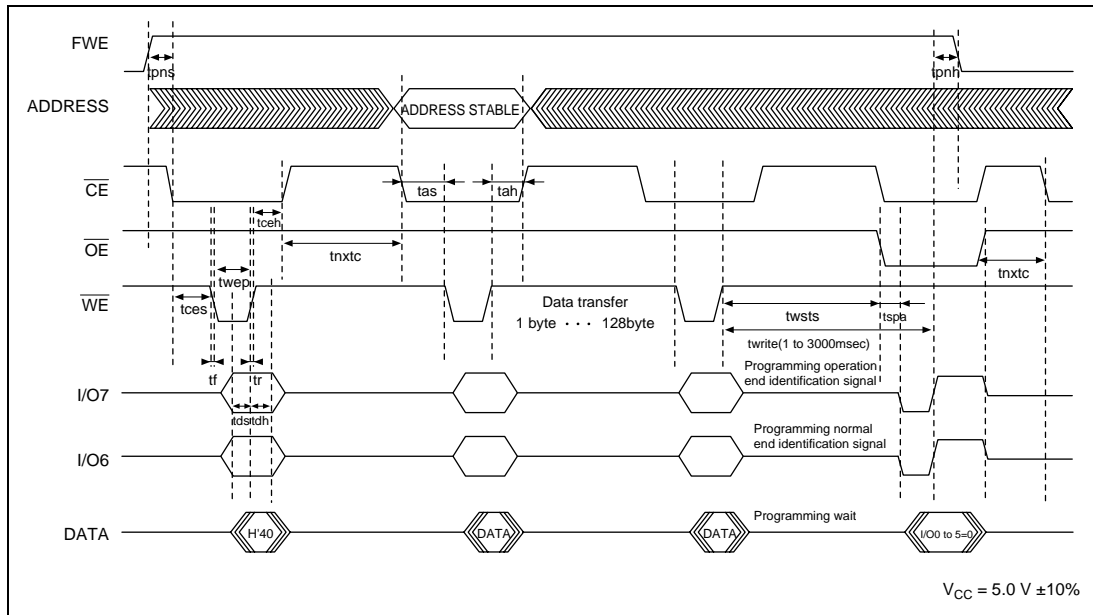 FWE
tpns
tpnh
ADDRESS
ADDRESS STABLE
CE
tas
tah
tceh
OE
tnxtc
tnxtc
twep
WE
tces
Data transfer
1 byte ··· 128byte
twsts
tspa
twrite(1 to 3000msec)
tf
tr
Programming operation
end identification signal
I/O7
tds
tdh
Programming normal
end identification signal
I/O6
Programming wait
DATA
H'40
DATA
DATA
I/O0 to 5=0
VCC = 5.0 V ±10%